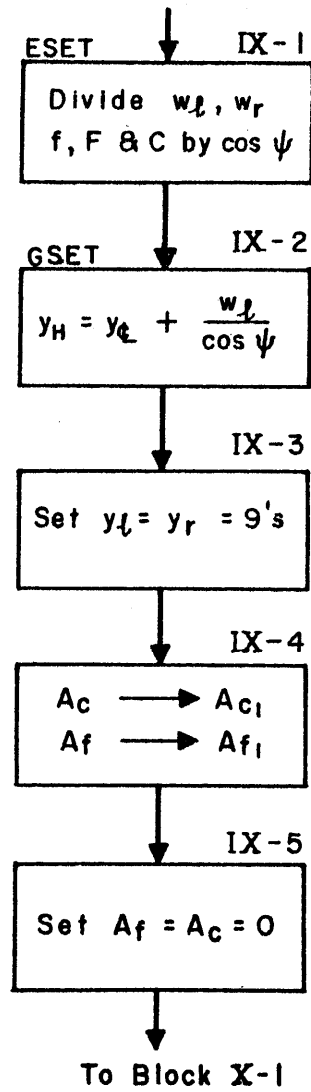 ESET IX-1
Divide wℓ, wr
f, F & C by cos ψ
GSET IX-2
yH = y℄ + wℓ / cos ψ
IX-3
Set yℓ = yr = 9's
IX-4
Ac → Ac1
Af → Af1
IX-5
Set Af = Ac = 0
To Block X-1